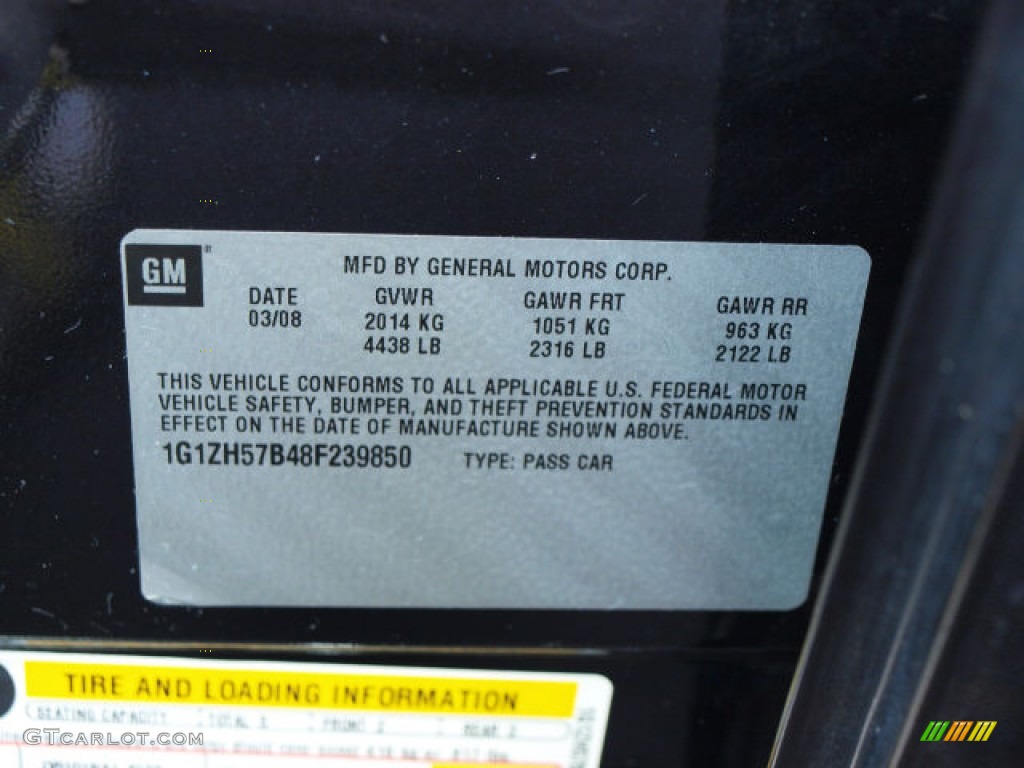 GM
MFD BY GENERAL MOTORS CORP.
DATE GVWR GAWR FRT GAWR RR
03/08 2014 KG 1051 KG 963 KG
4438 LB 2316 LB 2122 LB
THIS VEHICLE CONFORMS TO ALL APPLICABLE U.S. FEDERAL MOTOR
VEHICLE SAFETY, BUMPER, AND THEFT PREVENTION STANDARDS IN
EFFECT ON THE DATE OF MANUFACTURE SHOWN ABOVE.
1G1ZH57B48F239850 TYPE: PASS CAR
TIRE AND LOADING INFORMATION
SEATING CAPACITY TOTAL 5 FRONT 2 REAR 3
GTCarlot.com